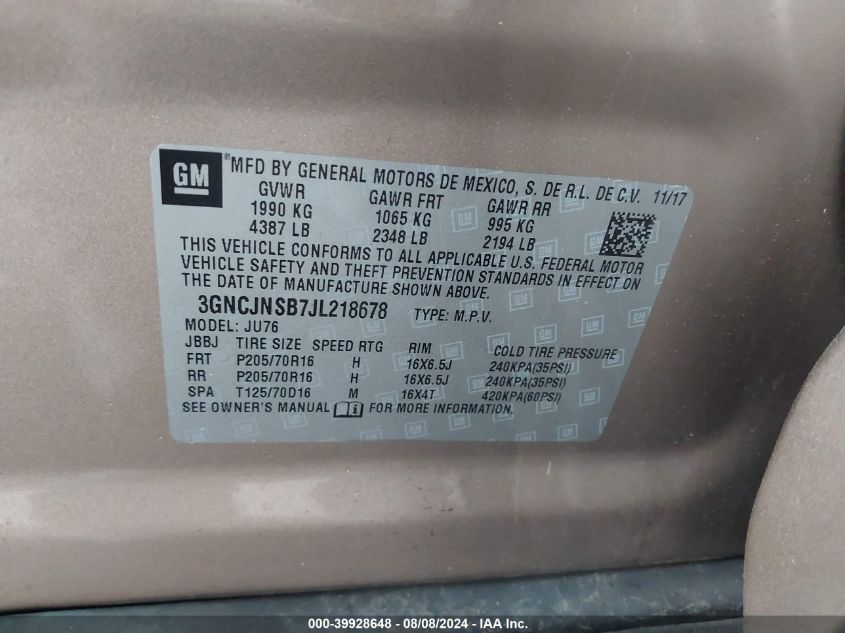 GM ® MFD BY GENERAL MOTORS DE MEXICO, S. DE R.L. DE C.V. 11/17
GVWR GAWR FRT GAWR RR
1990 KG 1065 KG 995 KG
4387 LB 2348 LB 2194 LB
THIS VEHICLE CONFORMS TO ALL APPLICABLE U.S. FEDERAL MOTOR
VEHICLE SAFETY AND THEFT PREVENTION STANDARDS IN EFFECT ON
THE DATE OF MANUFACTURE SHOWN ABOVE.
3GNCJNSB7JL218678 TYPE: M.P.V.
MODEL: JU76
JBBJ TIRE SIZE SPEED RTG RIM COLD TIRE PRESSURE
FRT P205/70R16 H 16X6.5J 240KPA(35PSI)
RR P205/70R16 H 16X6.5J 240KPA(35PSI)
SPA T125/70D16 M 16X4T 420KPA(60PSI)
SEE OWNER'S MANUAL FOR MORE INFORMATION.
000-39928648 - 08/08/2024 - IAA Inc.